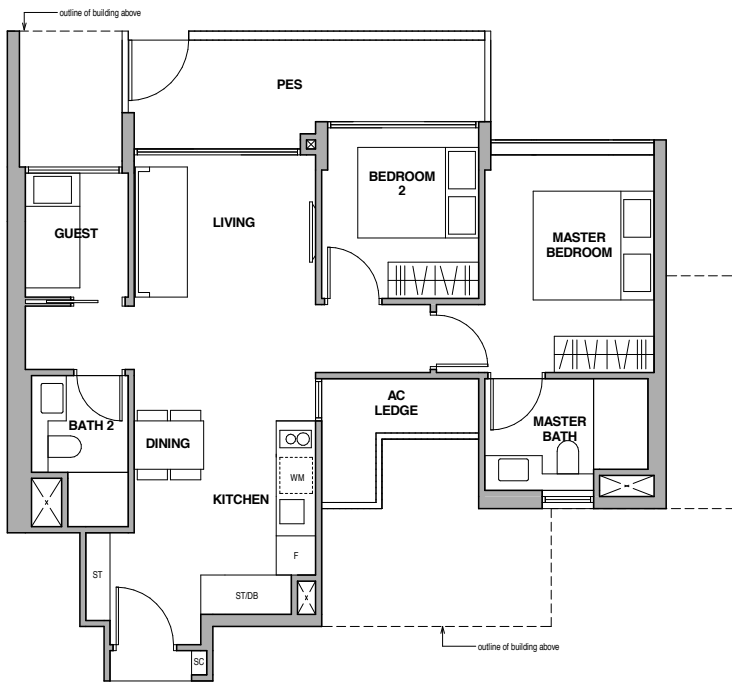 outline of building above
PES
BEDROOM
2
LIVING
GUEST
MASTER
BEDROOM
AC
LEDGE
BATH 2
DINING
MASTER
BATH
WM
KITCHEN
F
ST
ST/DB
outline of building above
SC